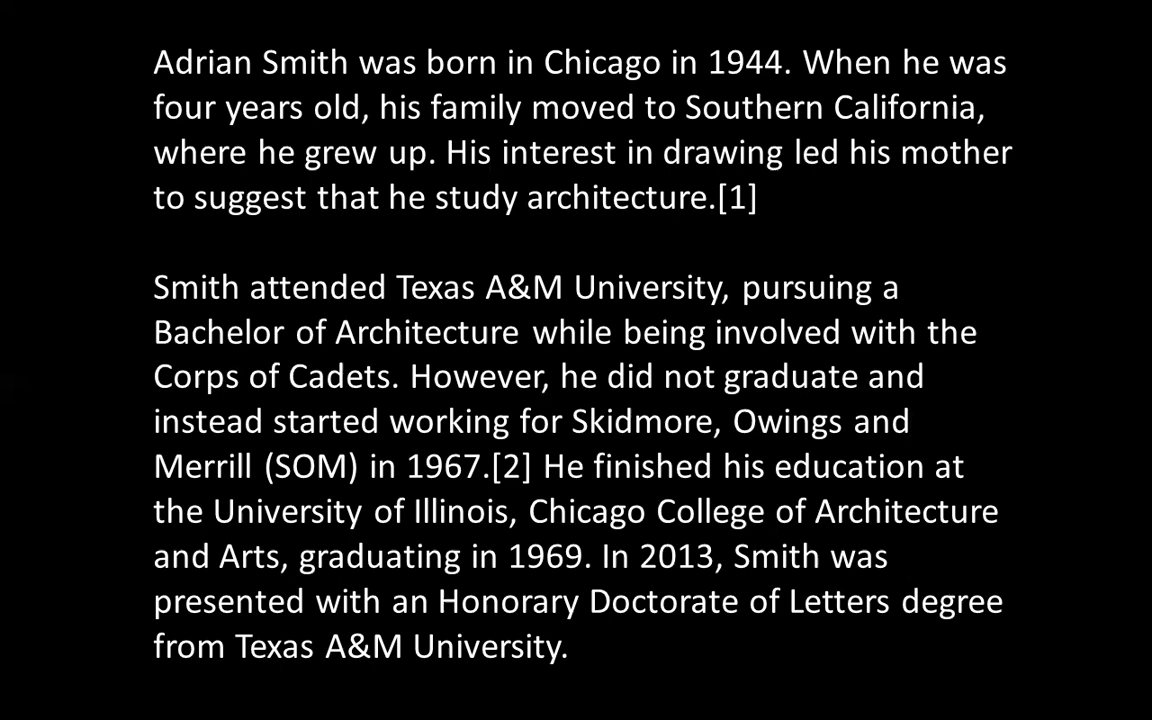 Adrian Smith was born in Chicago in 1944. When he was
four years old, his family moved to Southern California,
where he grew up. His interest in drawing led his mother
to suggest that he study architecture.[1]
Smith attended Texas A&M University, pursuing a
Bachelor of Architecture while being involved with the
Corps of Cadets. However, he did not graduate and
instead started working for Skidmore, Owings and
Merrill (SOM) in 1967.[2] He finished his education at
the University of Illinois, Chicago College of Architecture
and Arts, graduating in 1969. In 2013, Smith was
presented with an Honorary Doctorate of Letters degree
from Texas A&M University.